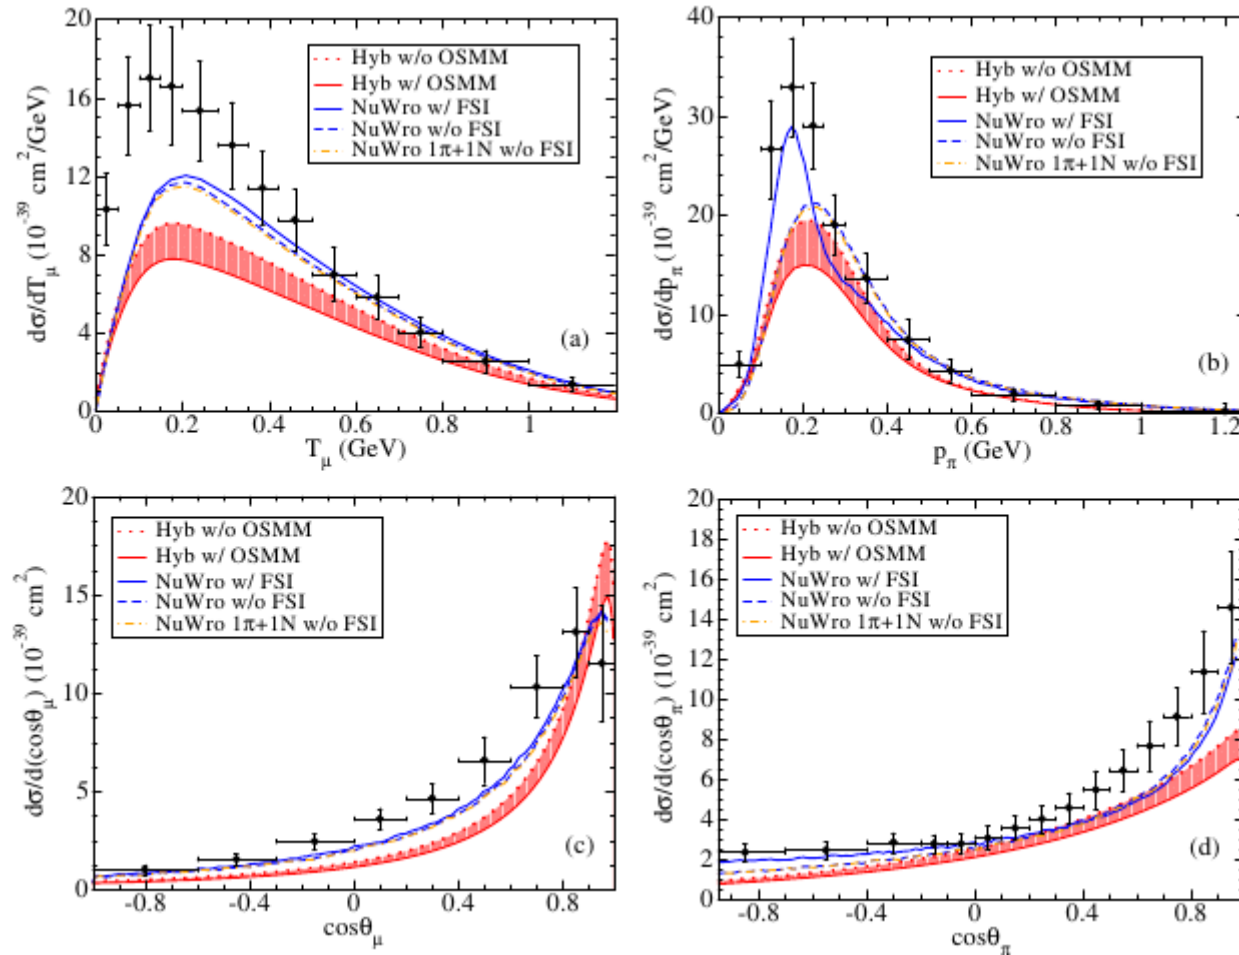 20
16
12
8
4
0
dσ/dT_μ (10^-39 cm^2/GeV)
Hyb w/o OSMM
Hyb w/ OSMM
NuWro w/ FSI
NuWro w/o FSI
NuWro 1π+1N w/o FSI
(a)
0 0.2 0.4 0.6 0.8 1
T_μ (GeV)
40
30
20
10
0
dσ/dp_π (10^-39 cm^2/GeV)
Hyb w/o OSMM
Hyb w/ OSMM
NuWro w/ FSI
NuWro w/o FSI
NuWro 1π+1N w/o FSI
(b)
0 0.2 0.4 0.6 0.8 1 1.2
p_π (GeV)
20
15
10
5
0
dσ/d(cosθ_μ) (10^-39 cm^2)
Hyb w/o OSMM
Hyb w/ OSMM
NuWro w/ FSI
NuWro w/o FSI
NuWro 1π+1N w/o FSI
(c)
-0.8 -0.4 0 0.4 0.8
cosθ_μ
20
18
16
14
12
10
8
6
4
2
0
dσ/d(cosθ_π) (10^-39 cm^2)
Hyb w/o OSMM
Hyb w/ OSMM
NuWro w/ FSI
NuWro w/o FSI
NuWro 1π+1N w/o FSI
(d)
-0.8 -0.4 0 0.4 0.8
cosθ_π